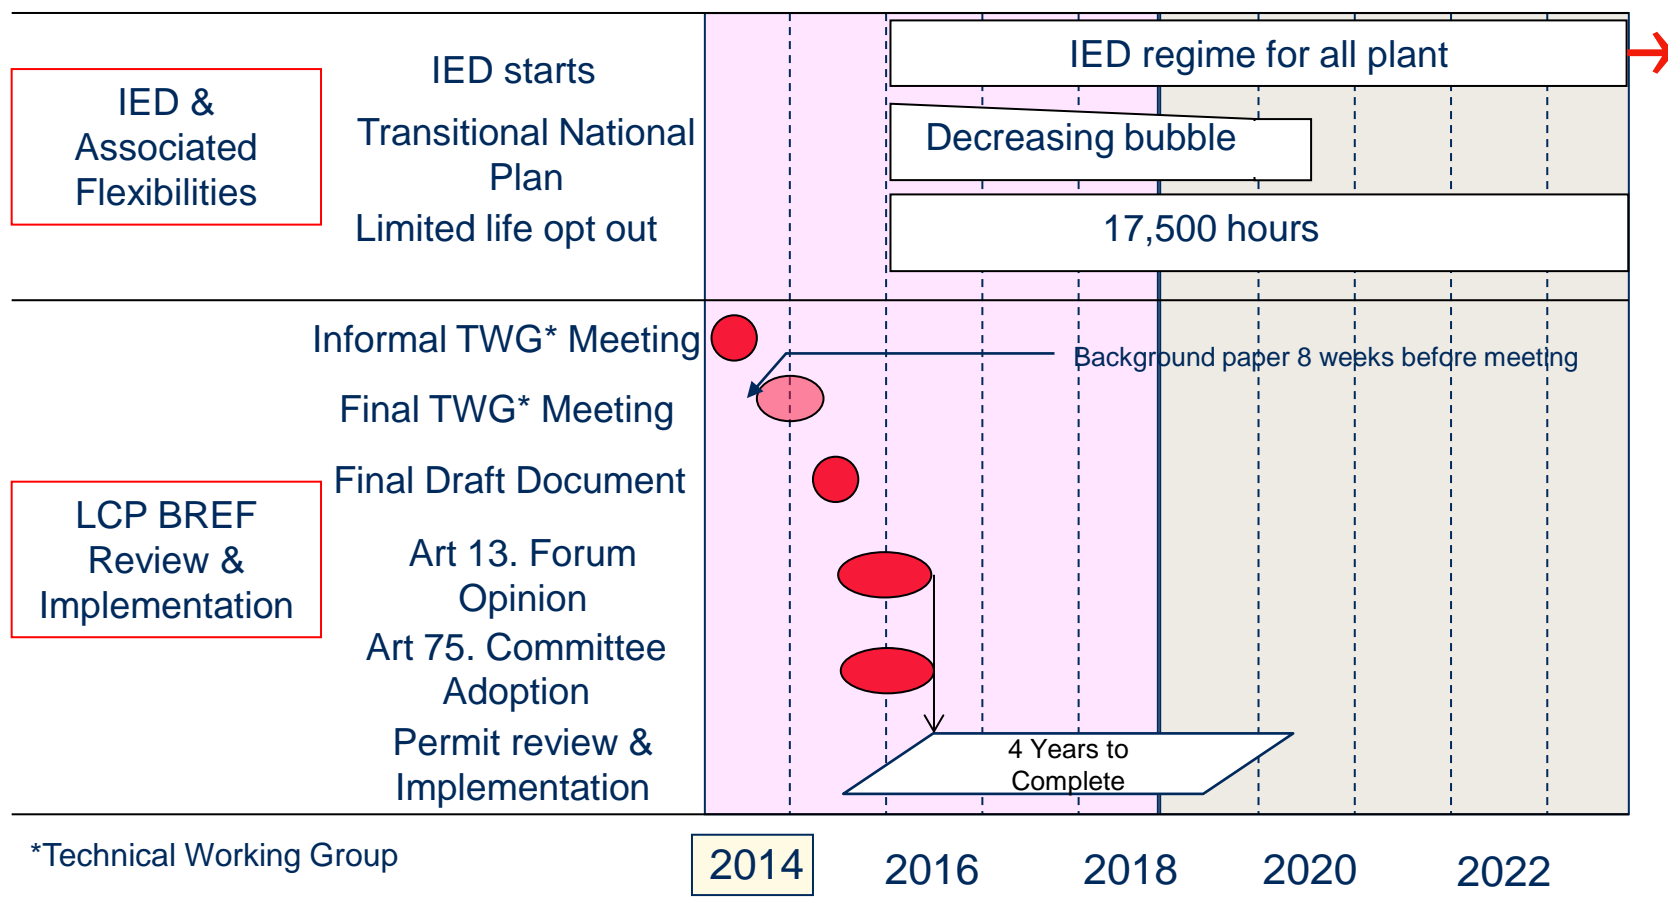 IED &
Associated
Flexibilities
IED starts
IED regime for all plant
Transitional National
Plan
Decreasing bubble
Limited life opt out
17,500 hours
LCP BREF
Review &
Implementation
Informal TWG* Meeting
Background paper 8 weeks before meeting
Final TWG* Meeting
Final Draft Document
Art 13. Forum
Opinion
Art 75. Committee
Adoption
Permit review &
Implementation
4 Years to
Complete
*Technical Working Group
2014 2016 2018 2020 2022